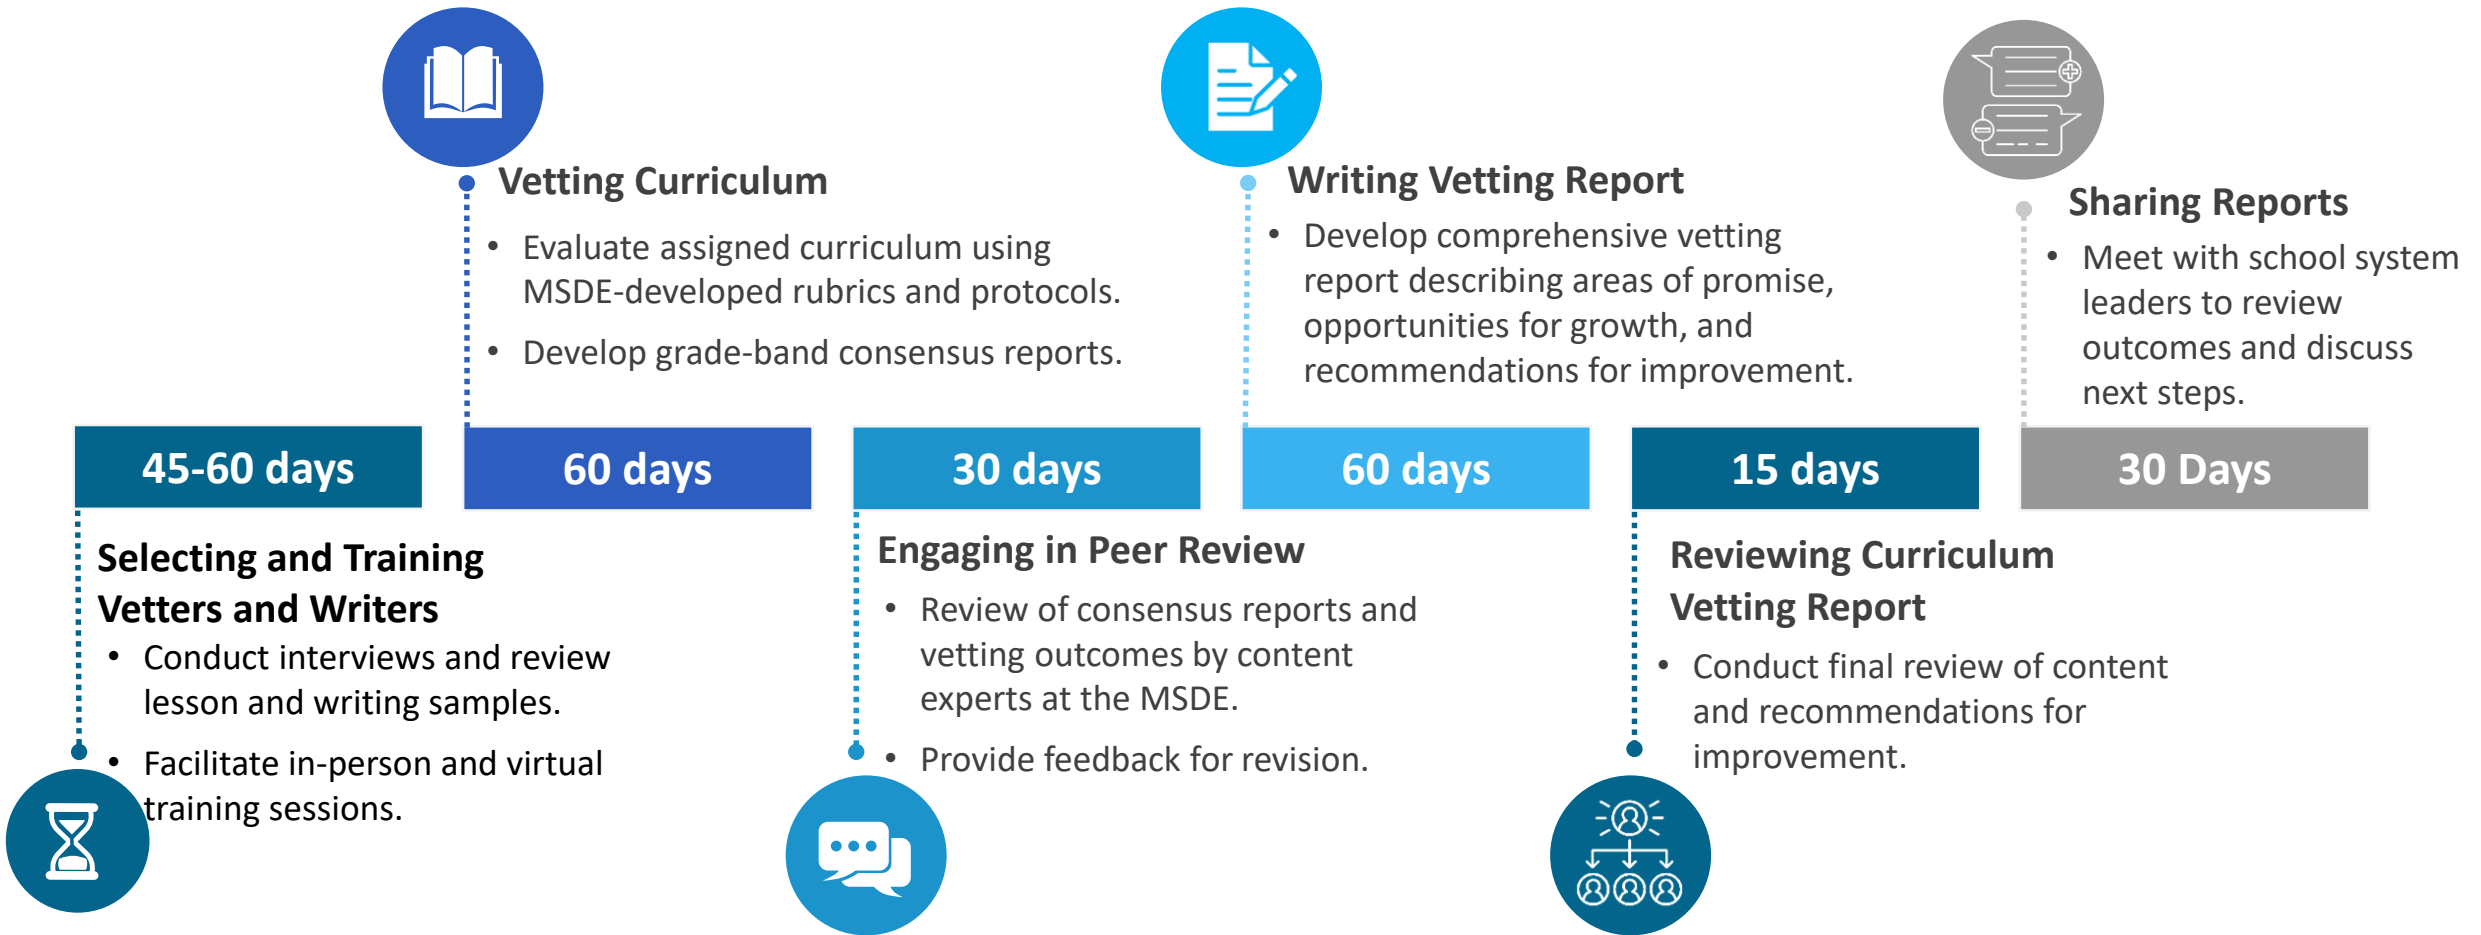 Vetting Curriculum
• Evaluate assigned curriculum using
MSDE-developed rubrics and protocols.
• Develop grade-band consensus reports.
Writing Vetting Report
• Develop comprehensive vetting
report describing areas of promise,
opportunities for growth, and
recommendations for improvement.
Sharing Reports
• Meet with school system
leaders to review
outcomes and discuss
next steps.
45-60 days
60 days
30 days
60 days
15 days
30 Days
Selecting and Training
Vetters and Writers
• Conduct interviews and review
lesson and writing samples.
• Facilitate in-person and virtual
training sessions.
Engaging in Peer Review
• Review of consensus reports and
vetting outcomes by content
experts at the MSDE.
• Provide feedback for revision.
Reviewing Curriculum
Vetting Report
• Conduct final review of content
and recommendations for
improvement.